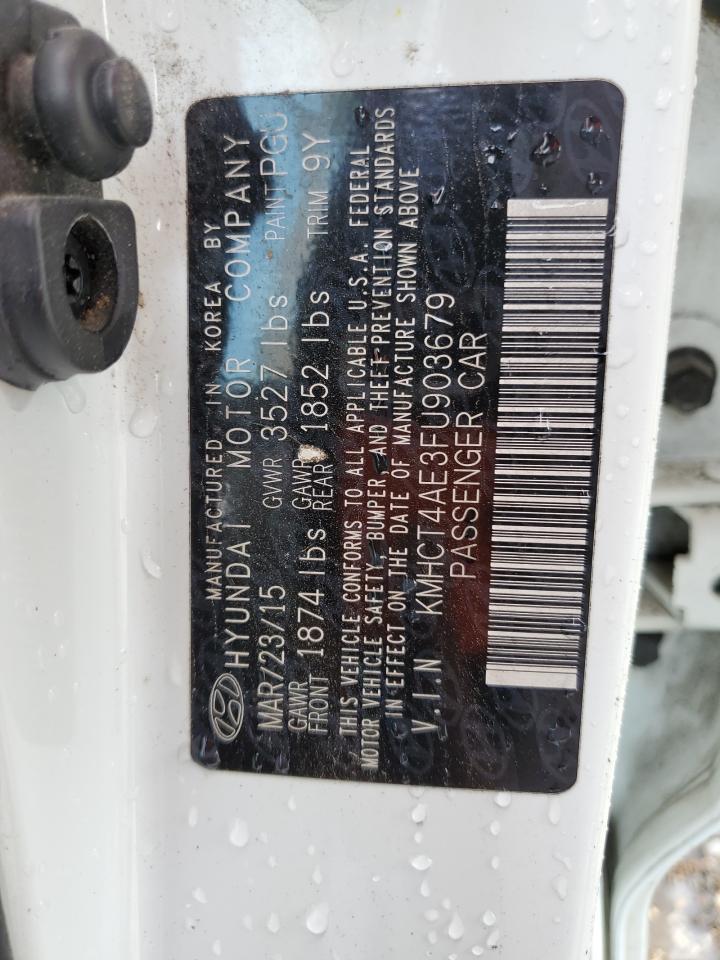 MANUFACTURED IN KOREA BY
HYUNDAI MOTOR COMPANY
MAR/23/15 GVWR 3527 lbs PAINT PGU
GAWR FRONT 1874 lbs GAWR REAR 1852 lbs TRIM 9Y
THIS VEHICLE CONFORMS TO ALL APPLICABLE U.S.A. FEDERAL
MOTOR VEHICLE SAFETY, BUMPER, AND THEFT PREVENTION STANDARDS
IN EFFECT ON THE DATE OF MANUFACTURE SHOWN ABOVE
V.I.N KMHCT4AE3FU903679
PASSENGER CAR